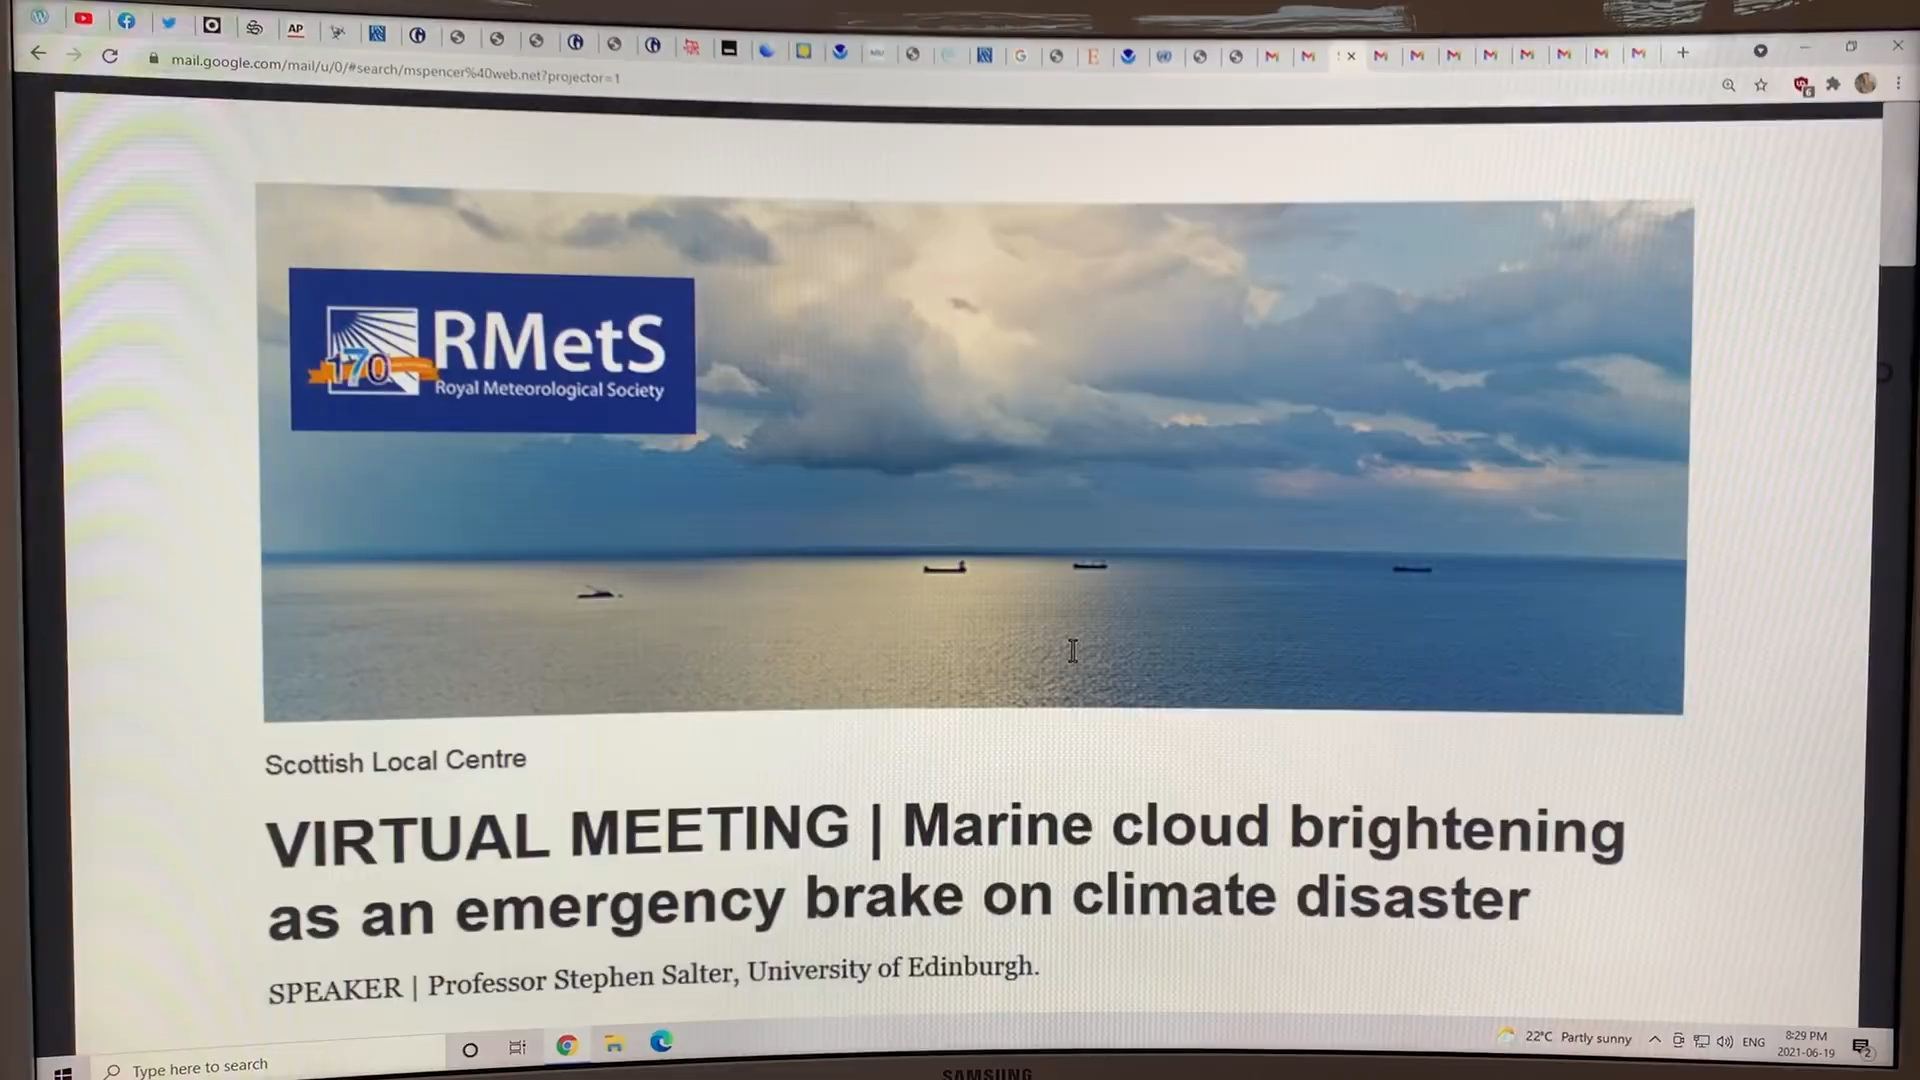 AP
mail.google.com/mail/u/0/#search/mspencer%40web.net?projector=1
170
RMetS
Royal Meteorological Society
Scottish Local Centre
VIRTUAL MEETING | Marine cloud brightening
as an emergency brake on climate disaster
SPEAKER | Professor Stephen Salter, University of Edinburgh.
Type here to search
22°C Partly sunny
ENG
8:29 PM
2021-06-19
2
SAMSUNG